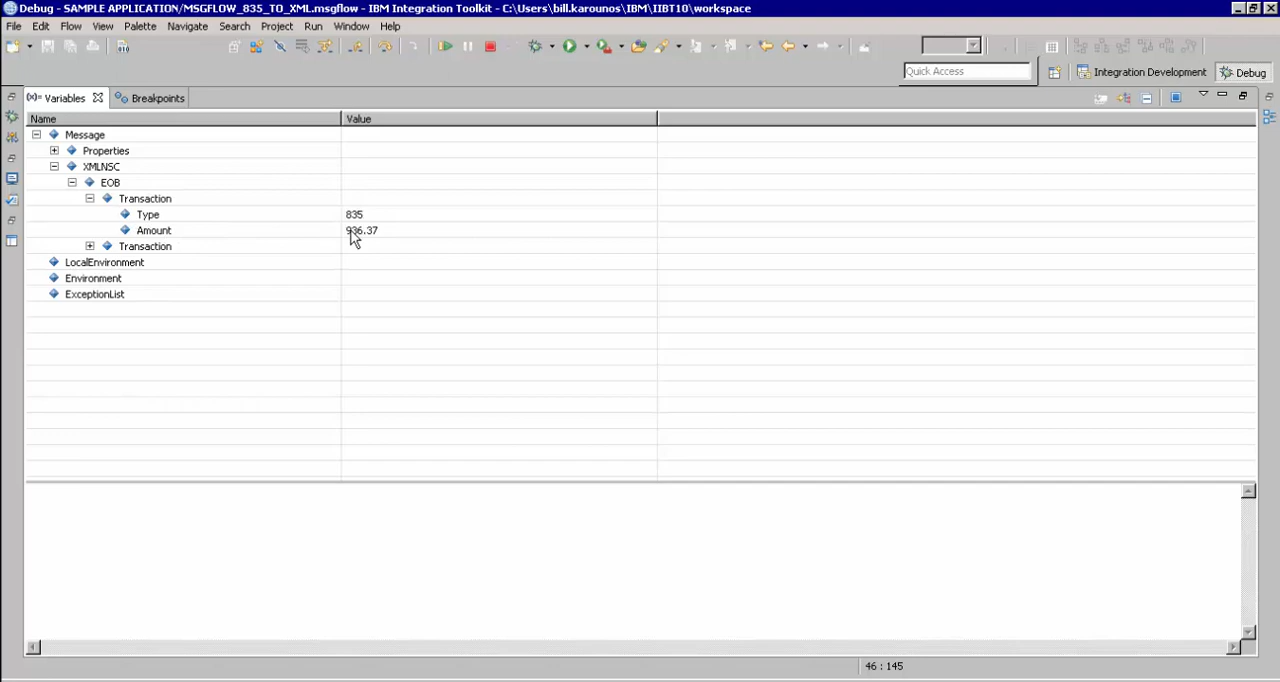 Debug - SAMPLE APPLICATION/MSGFLOW_835_TO_XML.msgflow - IBM Integration Toolkit - C:\Users\bill.karounos\IBM\IIBT10\workspace
File Edit Flow View Palette Navigate Search Project Run Window Help
Quick Access Integration Development Debug
(x)= Variables Breakpoints
Name Value
Message
Properties
XMLNSC
EOB
Transaction
Type 835
Amount 936.37
Transaction
LocalEnvironment
Environment
ExceptionList
46 : 145